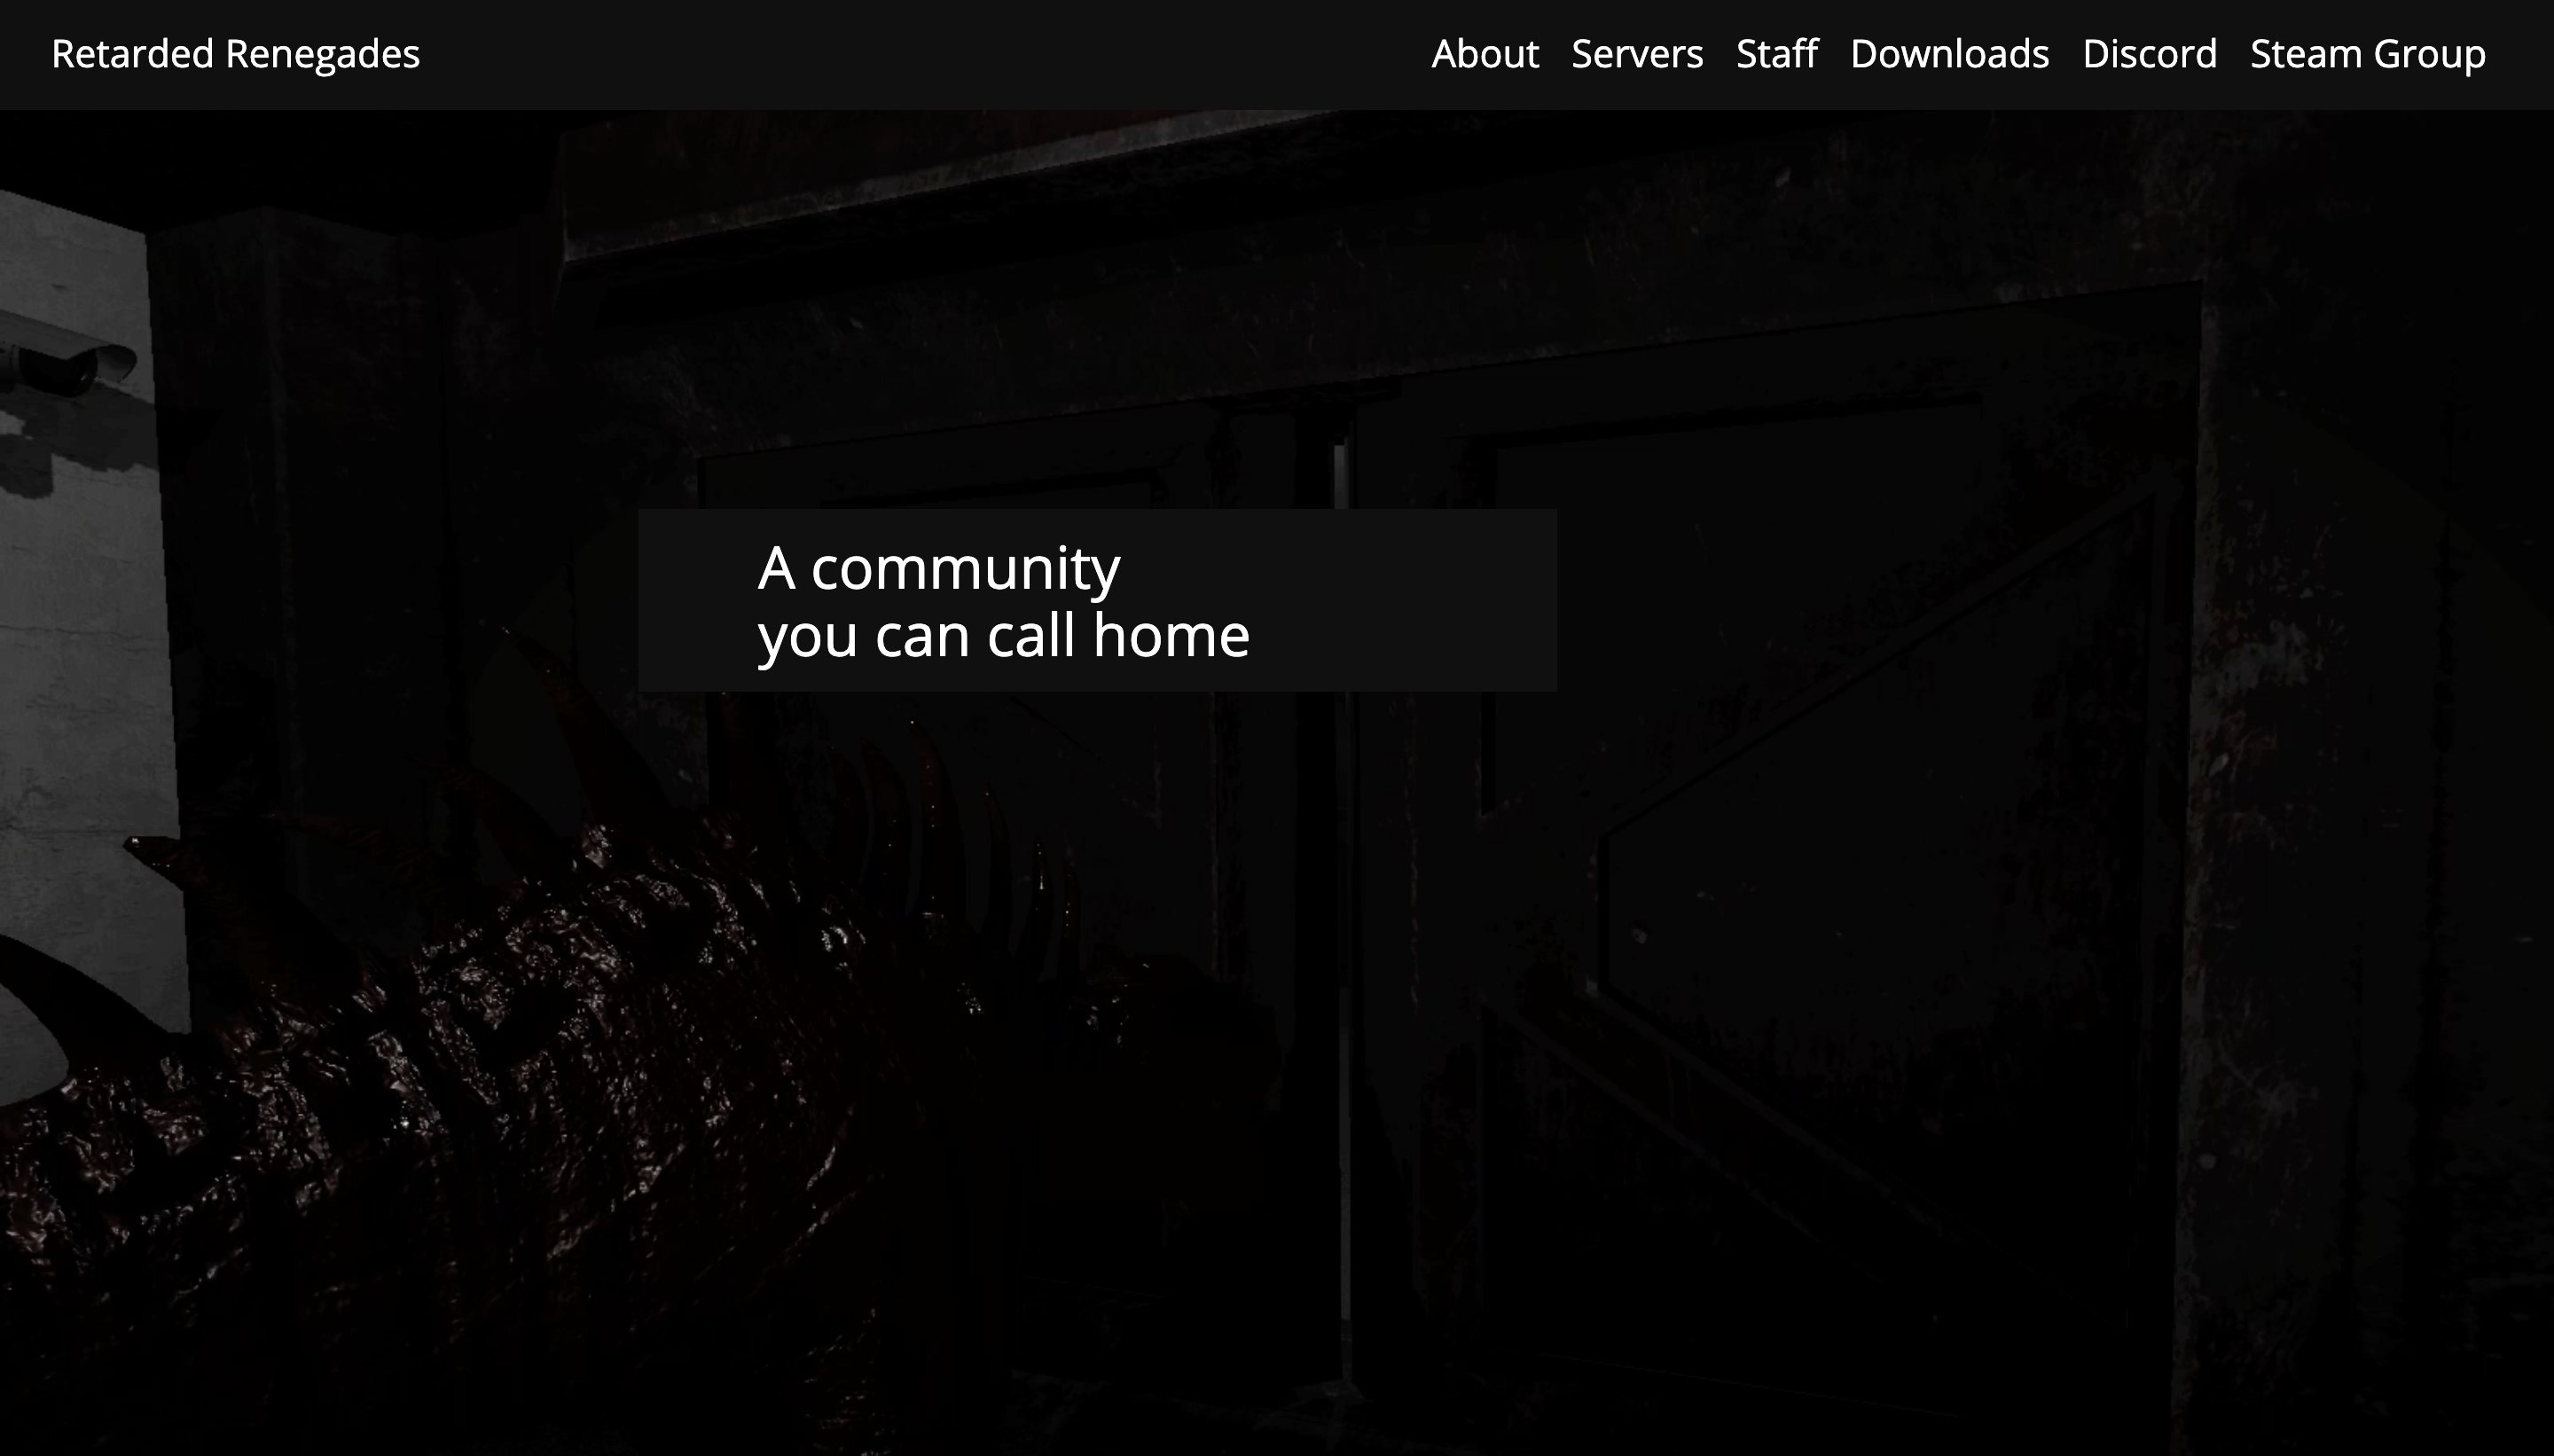 Retarded Renegades
About Servers Staff Downloads Discord Steam Group
A community
you can call home